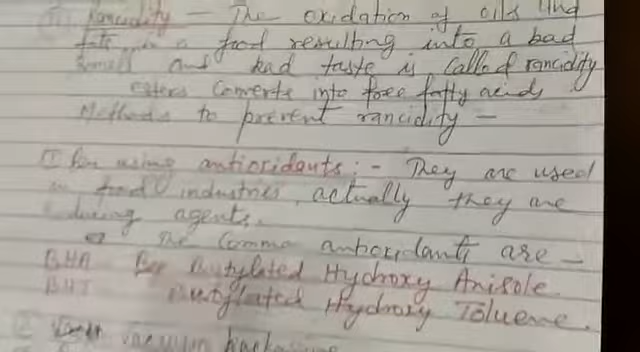 Rancidity - The oxidation of oils and
fats in a food resulting into a bad
smell and bad taste is called rancidity
esters converts into free fatty acids
Methods to prevent rancidity -
① By using antioxidants :- They are used
in food industries, actually they are
agents.
The common antioxidants are -
BHA Butylated Hydroxy Anisole
BHT Butylated Hydroxy Toluene.
② vacuum